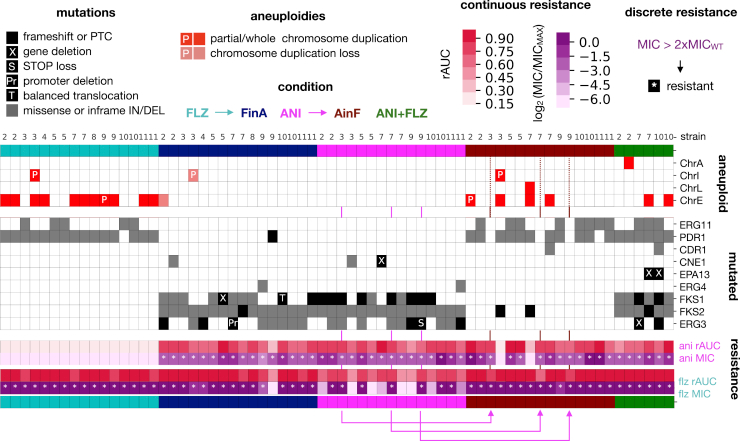 mutations
frameshift or PTC
X gene deletion
S STOP loss
Pr promoter deletion
T balanced translocation
missense or inframe IN/DEL
aneuploidies
P partial/whole chromosome duplication
P chromosome duplication loss
condition
FLZ → FinA ANI → AinF ANI+FLZ
continuous resistance
rAUC
0.90
0.75
0.60
0.45
0.30
0.15
log2 (MIC/MICMAX)
0.0
−1.5
−3.0
−4.5
−6.0
discrete resistance
MIC > 2xMICWT
* resistant
strain
aneuploid
ChrA
ChrI
P P P
ChrL
ChrE
P P
mutated
ERG11
PDR1
CDR1
CNE1
X
EPA13
X X
ERG4
FKS1
X T
FKS2
ERG3
Pr S X
resistance
ani rAUC
ani MIC
flz rAUC
flz MIC